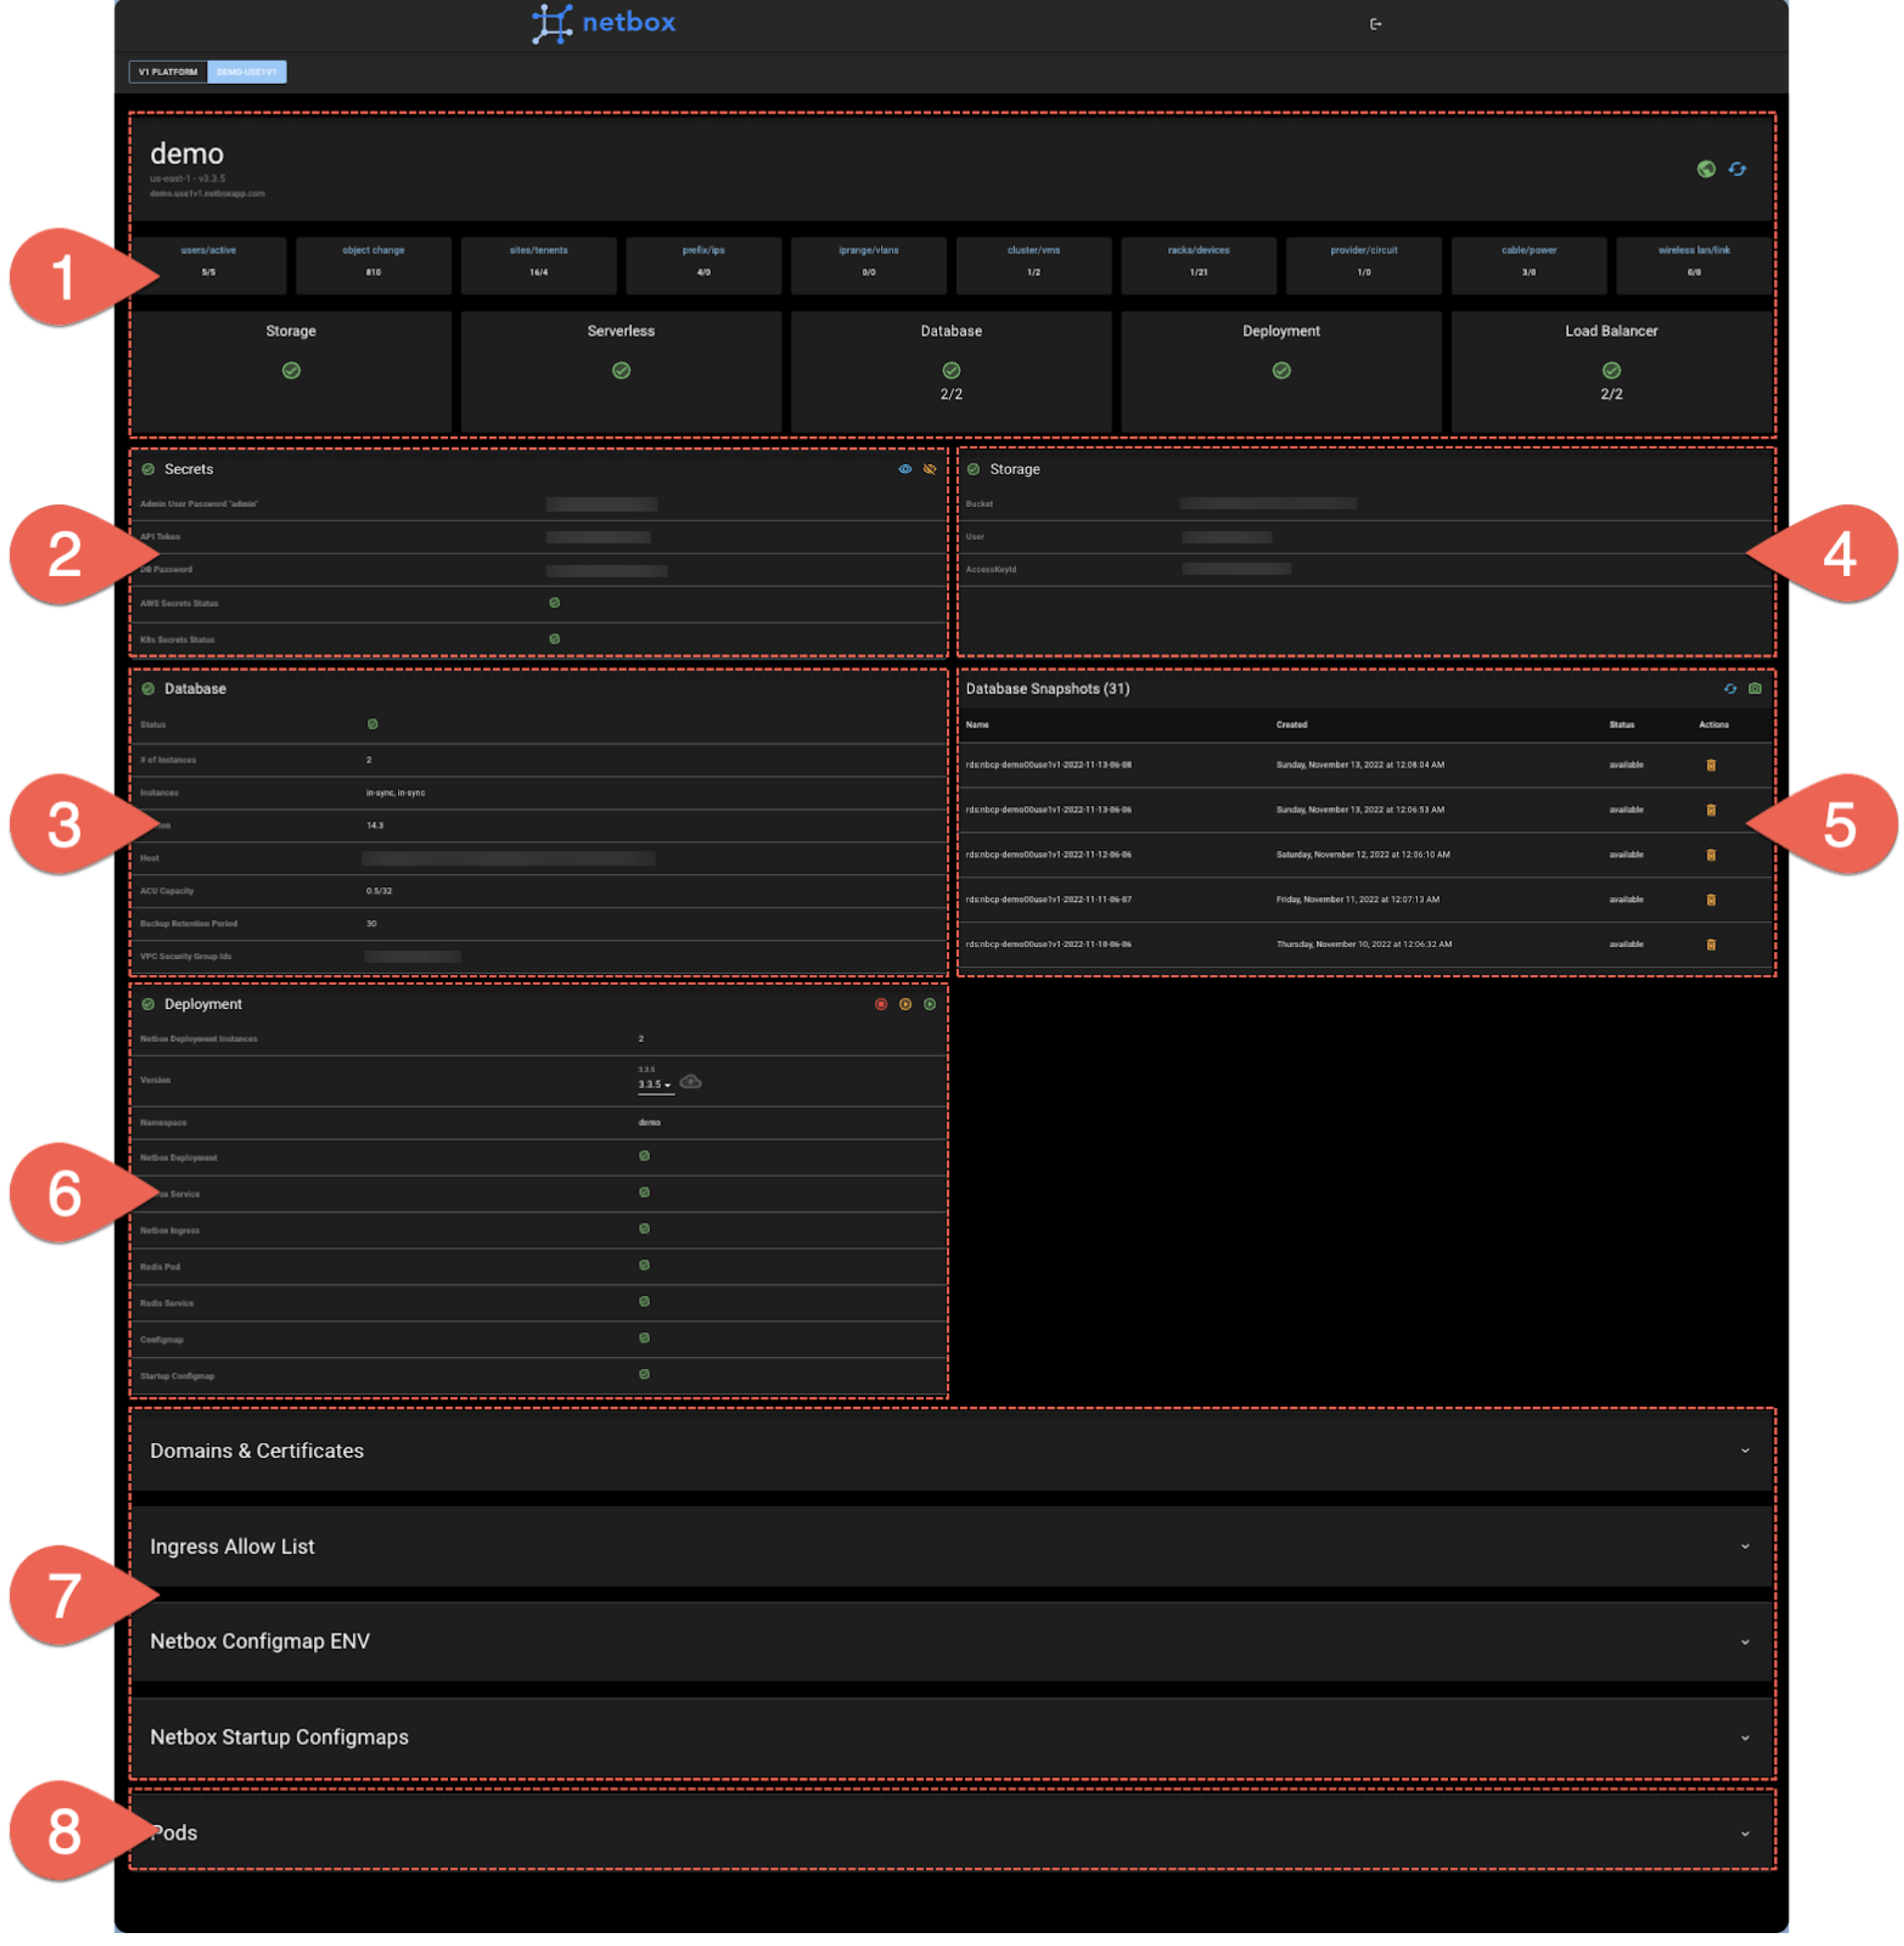 netbox
V1 PLATFORM DEMO-USE1V1
demo
us-east-1 - v3.3.5
demo.use1v1.netboxapp.com
1
users/active object change sites/tenents prefix/ips iprange/vlans cluster/vms racks/devices provider/circuit cable/power wireless lan/link
5/5 810 16/4 4/0 0/0 1/2 1/21 1/0 3/0 0/0
Storage Serverless Database Deployment Load Balancer
2/2 2/2
2
Secrets
Admin User Password "admin"
API Token
DB Password
AWS Secrets Status
K8s Secrets Status
Storage
Bucket
User
AccessKeyId
4
3
Database
Status
# of Instances 2
Instances in-sync, in-sync
14.3
Host
ACU Capacity 0.5/32
Backup Retention Period 30
VPC Security Group Ids
Database Snapshots (31)
Name Created Status Actions
rds:nbcp-demo00use1v1-2022-11-13-06-08 Sunday, November 13, 2022 at 12:08:04 AM available
rds:nbcp-demo00use1v1-2022-11-13-06-06 Sunday, November 13, 2022 at 12:06:53 AM available
rds:nbcp-demo00use1v1-2022-11-12-06-06 Saturday, November 12, 2022 at 12:06:10 AM available
rds:nbcp-demo00use1v1-2022-11-11-06-07 Friday, November 11, 2022 at 12:07:13 AM available
rds:nbcp-demo00use1v1-2022-11-10-06-06 Thursday, November 10, 2022 at 12:06:32 AM available
5
6
Deployment
Netbox Deployment Instances 2
3.3.5
Version 3.3.5
Namespace demo
Netbox Deployment
Service
Netbox Ingress
Redis Pod
Redis Service
Configmap
Startup Configmap
7
Domains & Certificates
Ingress Allow List
Netbox Configmap ENV
Netbox Startup Configmaps
8
Pods